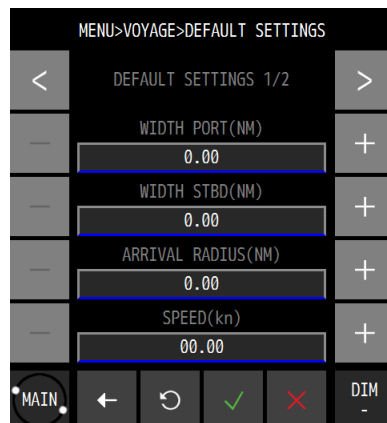 MENU>VOYAGE>DEFAULT SETTINGS
< DEFAULT SETTINGS 1/2 >
WIDTH PORT(NM)
— 0.00 +
WIDTH STBD(NM)
— 0.00 +
ARRIVAL RADIUS(NM)
— 0.00 +
SPEED(kn)
— 00.00 +
MAIN
DIM
-